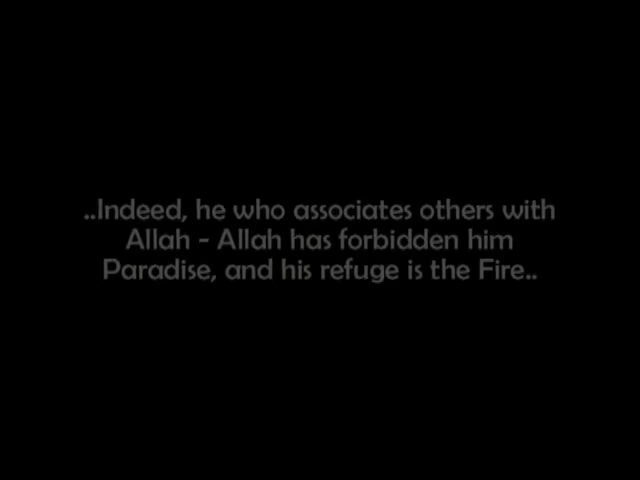 ..Indeed, he who associates others with
Allah - Allah has forbidden him
Paradise, and his refuge is the Fire..